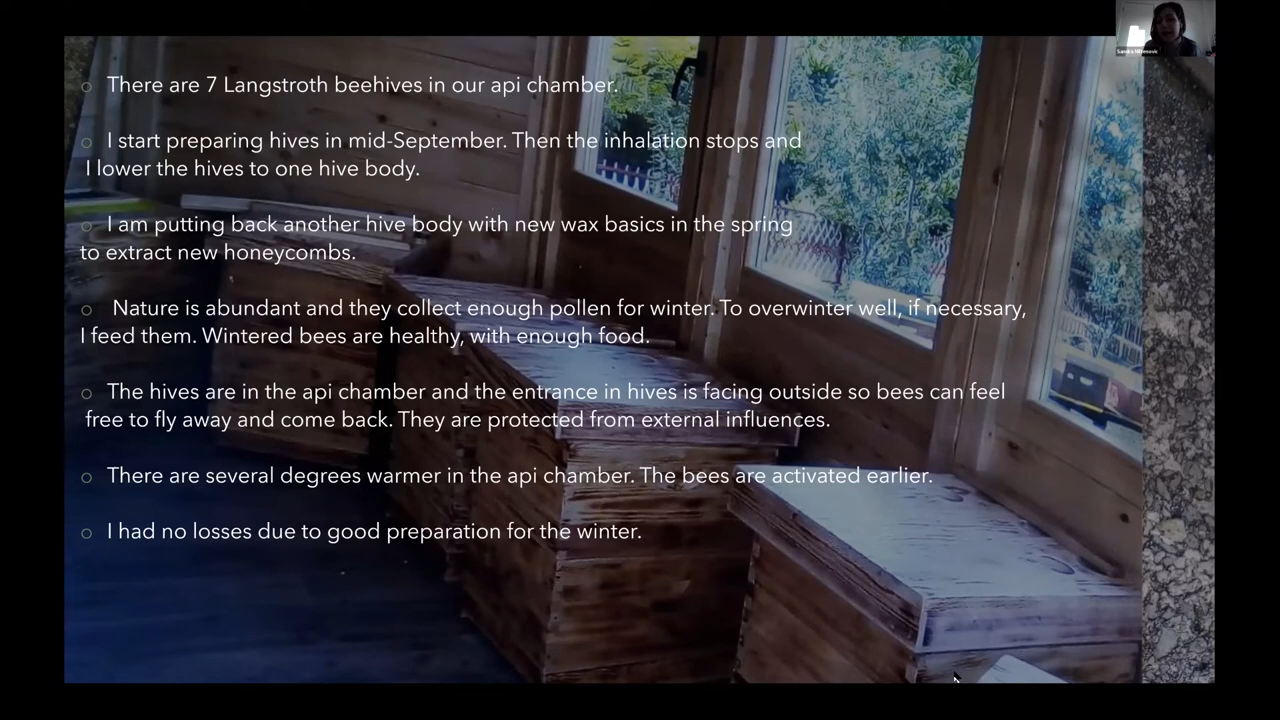 There are 7 Langstroth beehives in our api chamber.
I start preparing hives in mid-September. Then the inhalation stops and
I lower the hives to one hive body.
I am putting back another hive body with new wax basics in the spring
to extract new honeycombs.
Nature is abundant and they collect enough pollen for winter. To overwinter well, if necessary,
I feed them. Wintered bees are healthy, with enough food.
The hives are in the api chamber and the entrance in hives is facing outside so bees can feel
free to fly away and come back. They are protected from external influences.
There are several degrees warmer in the api chamber. The bees are activated earlier.
I had no losses due to good preparation for the winter.
Sandra